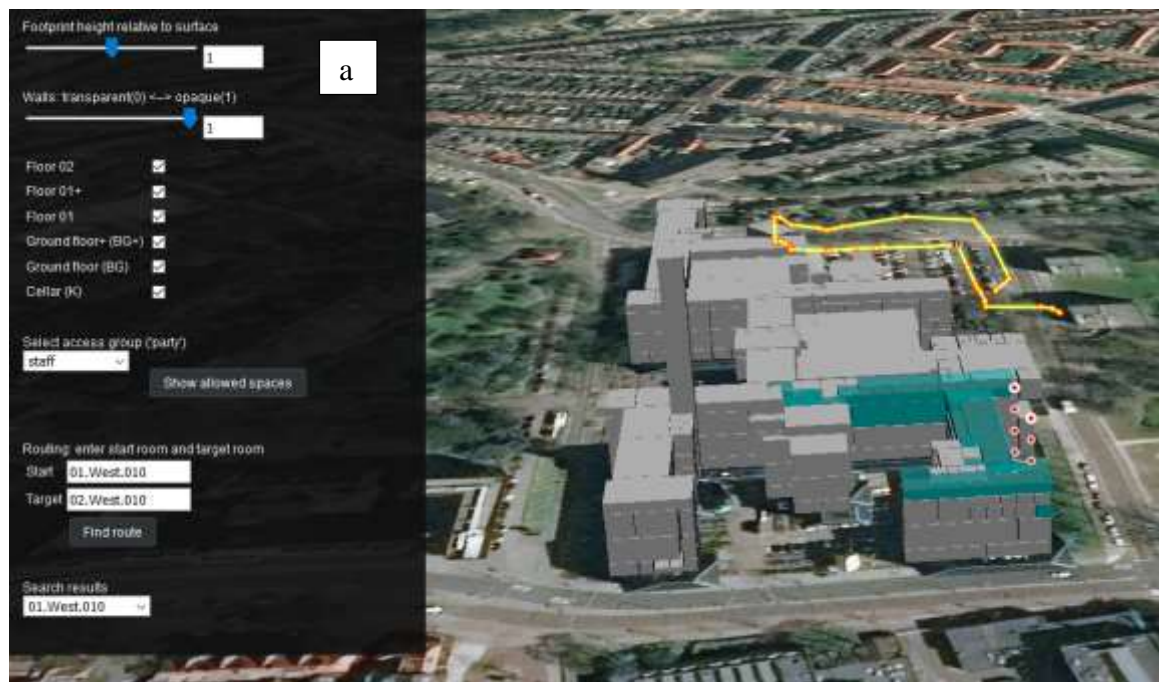 Footprint height relative to surface
1
a
Walls: transparent(0) <--> opaque(1)
1
Floor 02
Floor 01+
Floor 01
Ground floor+ (BG+)
Ground floor (BG)
Cellar (K)
Select access group ('party')
staff
Show allowed spaces
Routing: enter start room and target room
Start 01.West.010
Target 02.West.010
Find route
Search results
01.West.010